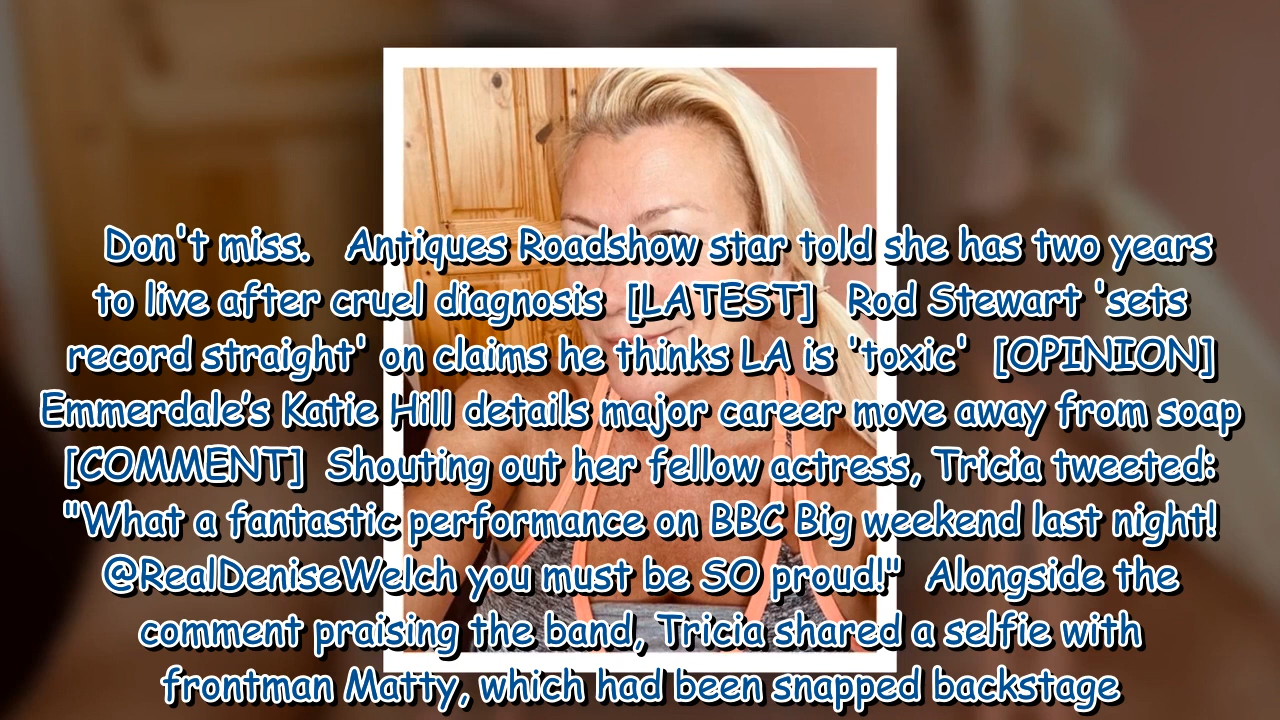 Don't miss.   Antiques Roadshow star told she has two years
to live after cruel diagnosis  [LATEST]   Rod Stewart 'sets
record straight' on claims he thinks LA is 'toxic'  [OPINION]
Emmerdale’s Katie Hill details major career move away from soap
[COMMENT]  Shouting out her fellow actress, Tricia tweeted:
"What a fantastic performance on BBC Big weekend last night!
@RealDeniseWelch you must be SO proud!"  Alongside the
comment praising the band, Tricia shared a selfie with
frontman Matty, which had been snapped backstage